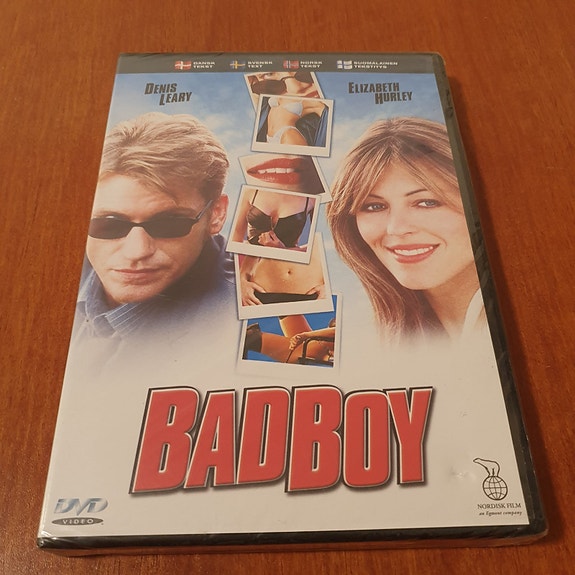 DANSK TEKST
SVENSK TEXT
NORSK TEKST
SUOMALAINEN TEKSTITYS
DENIS
LEARY
ELIZABETH
HURLEY
BADBOY
DVD
VIDEO
NORDISK FILM
an Egmont company